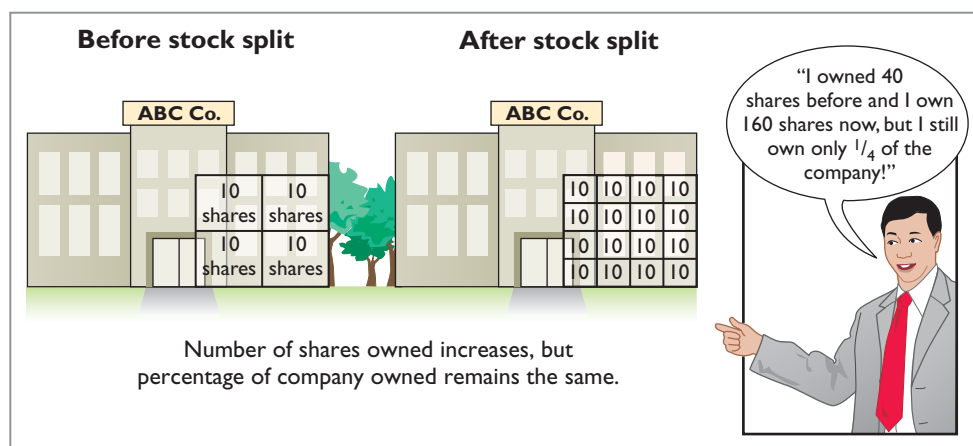 Before stock split
After stock split
ABC Co.
10 shares
10 shares
10 shares
10 shares
ABC Co.
10 10 10 10
10 10 10 10
10 10 10 10
10 10 10 10
"I owned 40
shares before and I own
160 shares now, but I still
own only 1/4 of the
company!"
Number of shares owned increases, but
percentage of company owned remains the same.